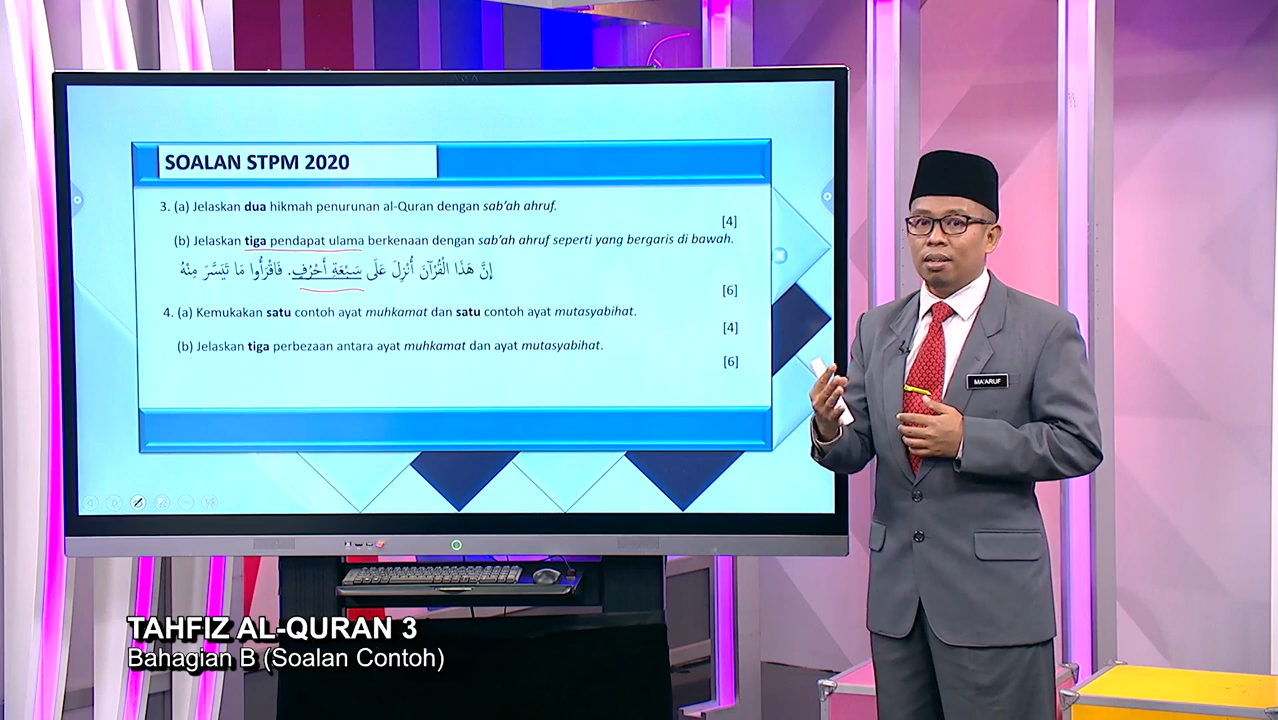 SOALAN STPM 2020
3. (a) Jelaskan dua hikmah penurunan al-Quran dengan sab'ah ahruf.
[4]
(b) Jelaskan tiga pendapat ulama berkenaan dengan sab'ah ahruf seperti yang bergaris di bawah.
إِنَّ هَذَا الْقُرْآنَ أُنْزِلَ عَلَى سَبْعَةِ أَحْرُفٍ. فَاقْرَأُوا مَا تَيَسَّرَ مِنْهُ
[6]
4. (a) Kemukakan satu contoh ayat muhkamat dan satu contoh ayat mutasyabihat.
[4]
(b) Jelaskan tiga perbezaan antara ayat muhkamat dan ayat mutasyabihat.
[6]
MA'ARUF
TAHFIZ AL-QURAN 3
Bahagian B (Soalan Contoh)